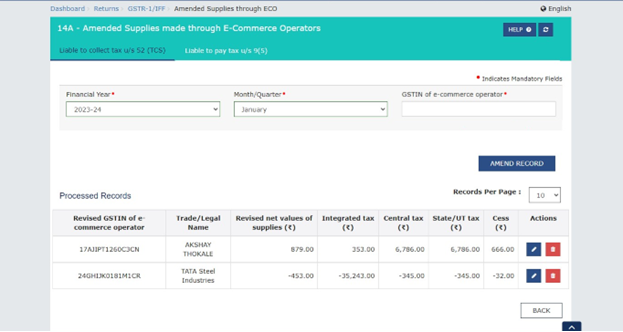 Dashboard / Returns / GSTR-1/IFF / Amended Supplies through ECO English
14A - Amended Supplies made through E-Commerce Operators HELP
Liable to collect tax u/s 52 (TCS) Liable to pay tax u/s 9(5)
• Indicates Mandatory Fields
Financial Year• Month/Quarter• GSTIN of e-commerce operator•
2023-24 January
AMEND RECORD
Processed Records Records Per Page : 10
Revised GSTIN of e- Trade/Legal Revised net values of Integrated tax Central tax State/UT tax Cess Actions
commerce operator Name supplies (₹) (₹) (₹) (₹) (₹)
17AJIPT1260C3CN AKSHAY 879.00 353.00 6,786.00 6,786.00 666.00
THOKALE
24GHIJK0181M1CR TATA Steel -453.00 -35,243.00 -345.00 -345.00 -32.00
Industries
BACK